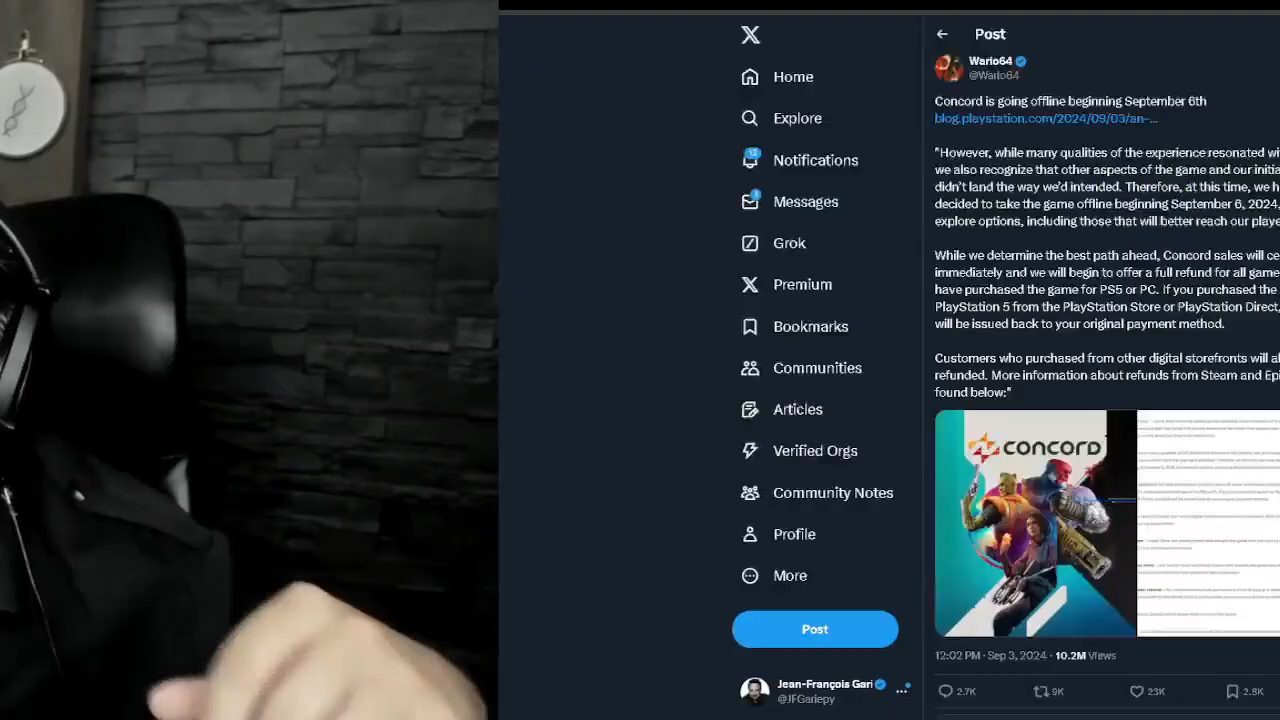 Post
Wario64
@Wario64
Concord is going offline beginning September 6th
blog.playstation.com/2024/09/03/an-...
"However, while many qualities of the experience resonated
we also recognize that other aspects of the game and our
didn't land the way we'd intended. Therefore, at this time, we
decided to take the game offline beginning September 6, 2024,
explore options, including those that will better reach our
While we determine the best path ahead, Concord sales will
immediately and we will begin to offer a full refund for all
have purchased the game for PS5 or PC. If you purchased the
PlayStation 5 from the PlayStation Store or PlayStation Direct,
will be issued back to your original payment method.
Customers who purchased from other digital storefronts will
refunded. More information about refunds from Steam and
found below:"
CONCORD
12:02 PM · Sep 3, 2024 · 10.2M Views
2.7K 9K 23K 2.8K
Home
Explore
13
Notifications
Messages
Grok
Premium
Bookmarks
Communities
Articles
Verified Orgs
Community Notes
Profile
More
Post
Jean-François Gari
@JFGariepy